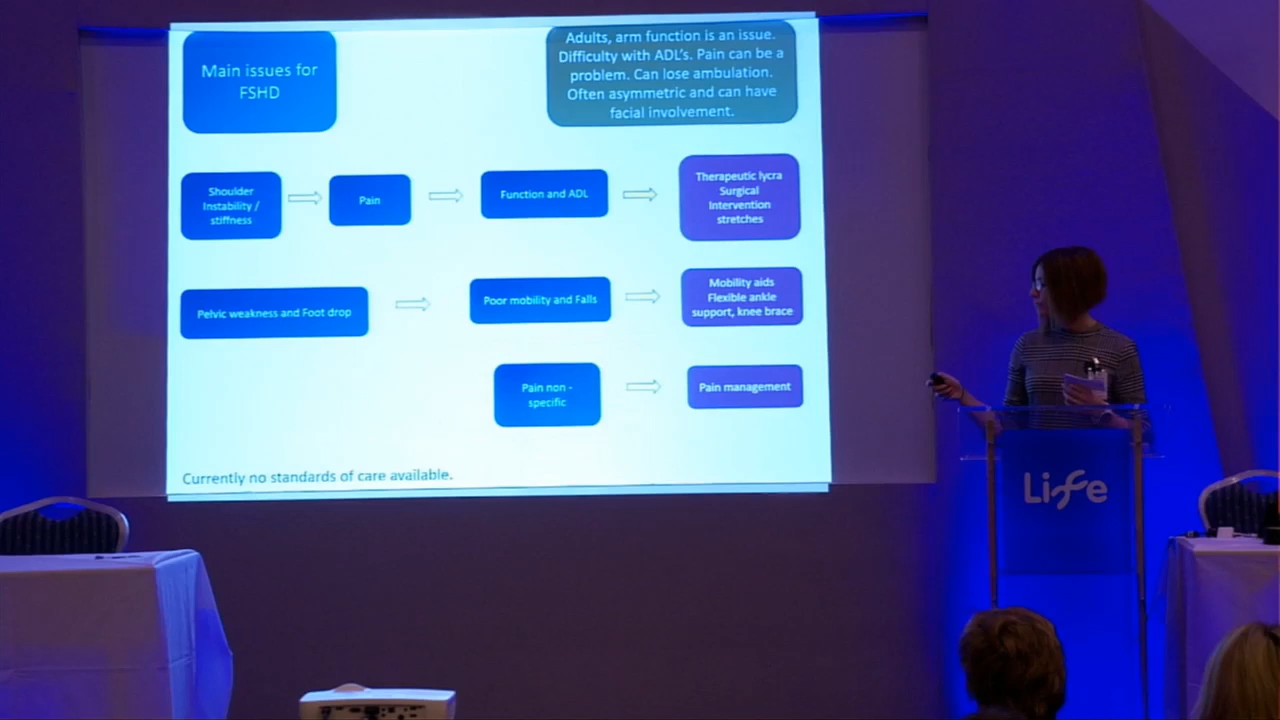 Main issues for
FSHD
Adults, arm function is an issue.
Difficulty with ADL's. Pain can be a
problem. Can lose ambulation.
Often asymmetric and can have
facial involvement.
Shoulder
Instability /
stiffness
Pain
Function and ADL
Therapeutic lycra
Surgical
Intervention
stretches
Pelvic weakness and Foot drop
Poor mobility and Falls
Mobility aids
Flexible ankle
support, knee brace
Pain non -
specific
Pain management
Currently no standards of care available.
Life